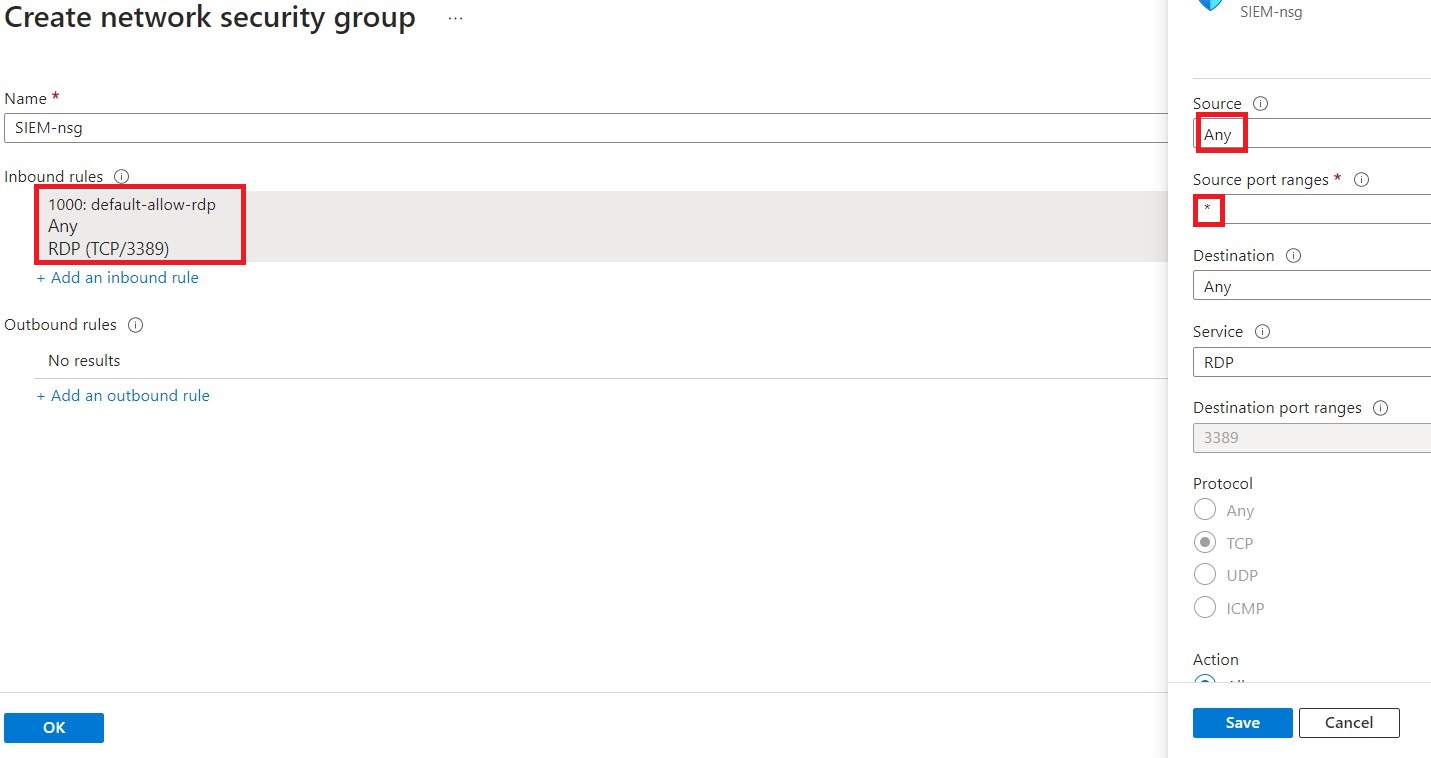 Create network security group ...
Name *
SIEM-nsg
Inbound rules
1000: default-allow-rdp
Any
RDP (TCP/3389)
+ Add an inbound rule
Outbound rules
No results
+ Add an outbound rule
OK
SIEM-nsg
Source
Any
Source port ranges *
*
Destination
Any
Service
RDP
Destination port ranges
3389
Protocol
Any
TCP
UDP
ICMP
Action
Save
Cancel